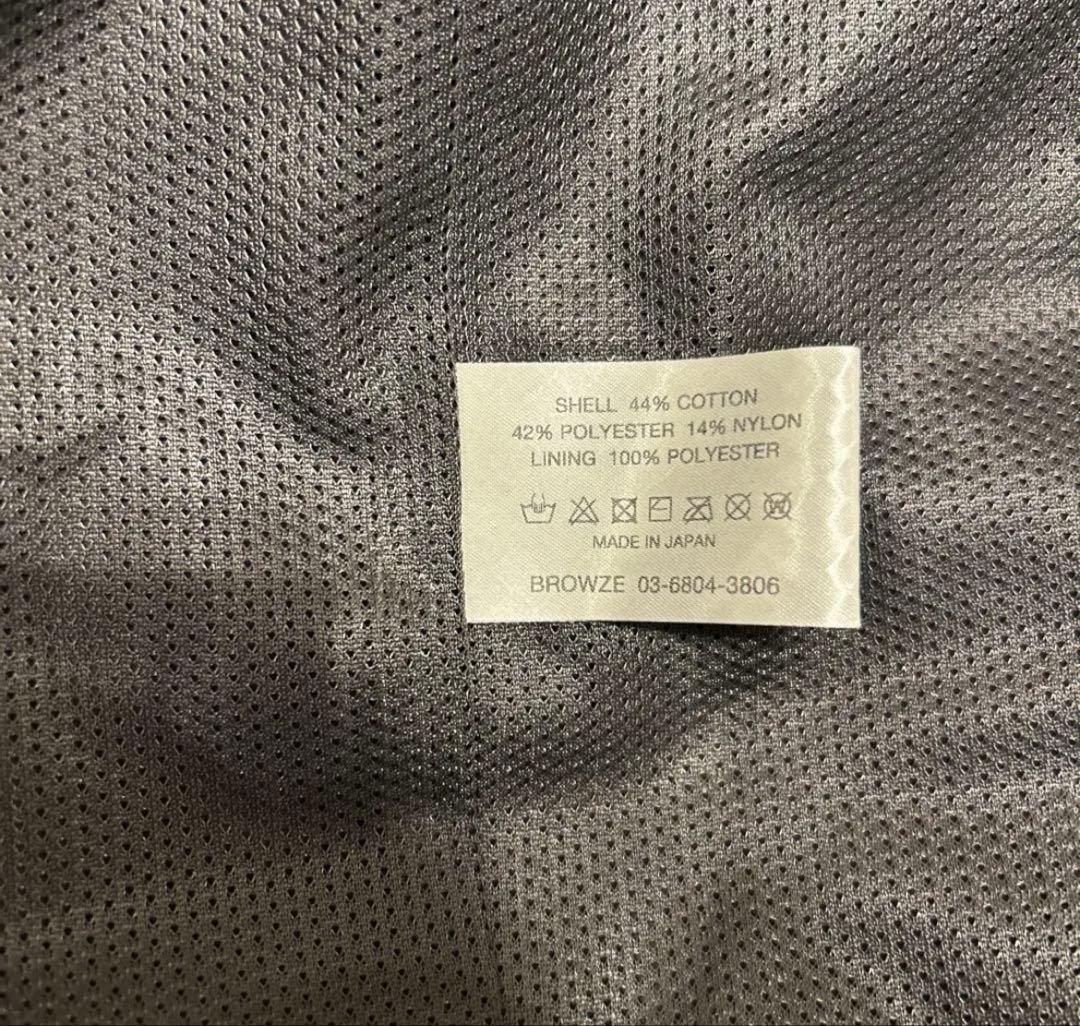 SHELL 44% COTTON
42% POLYESTER 14% NYLON
LINING 100% POLYESTER
MADE IN JAPAN
BROWZE 03-6804-3806